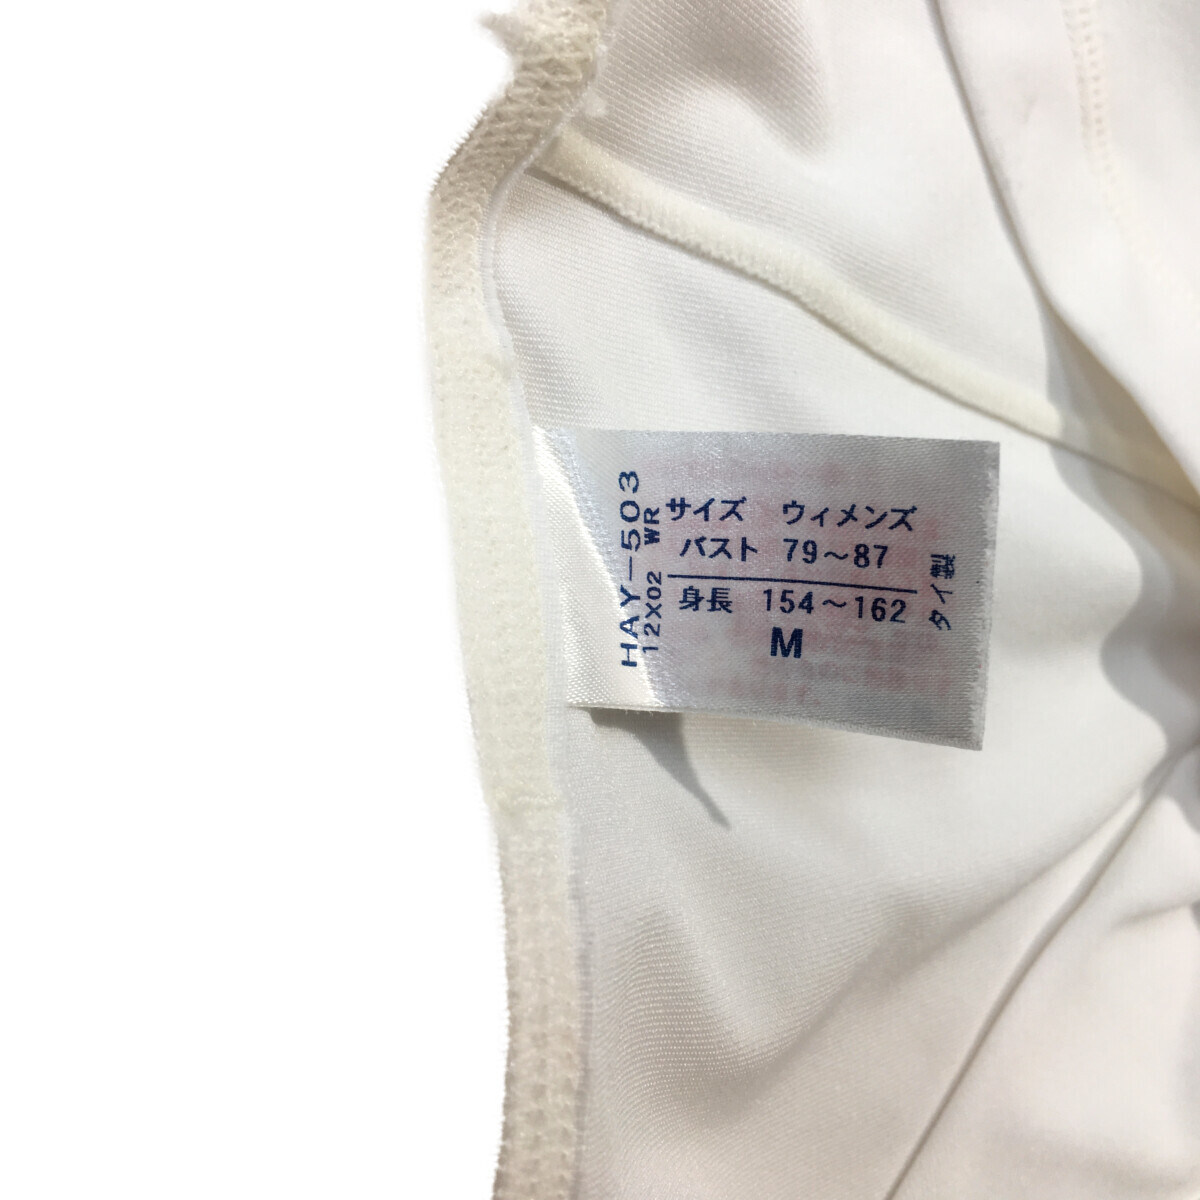 サイズ ウィメンズ
バスト 79～87
身長 154～162
M
HAY-503
12X02 WR
タイ製